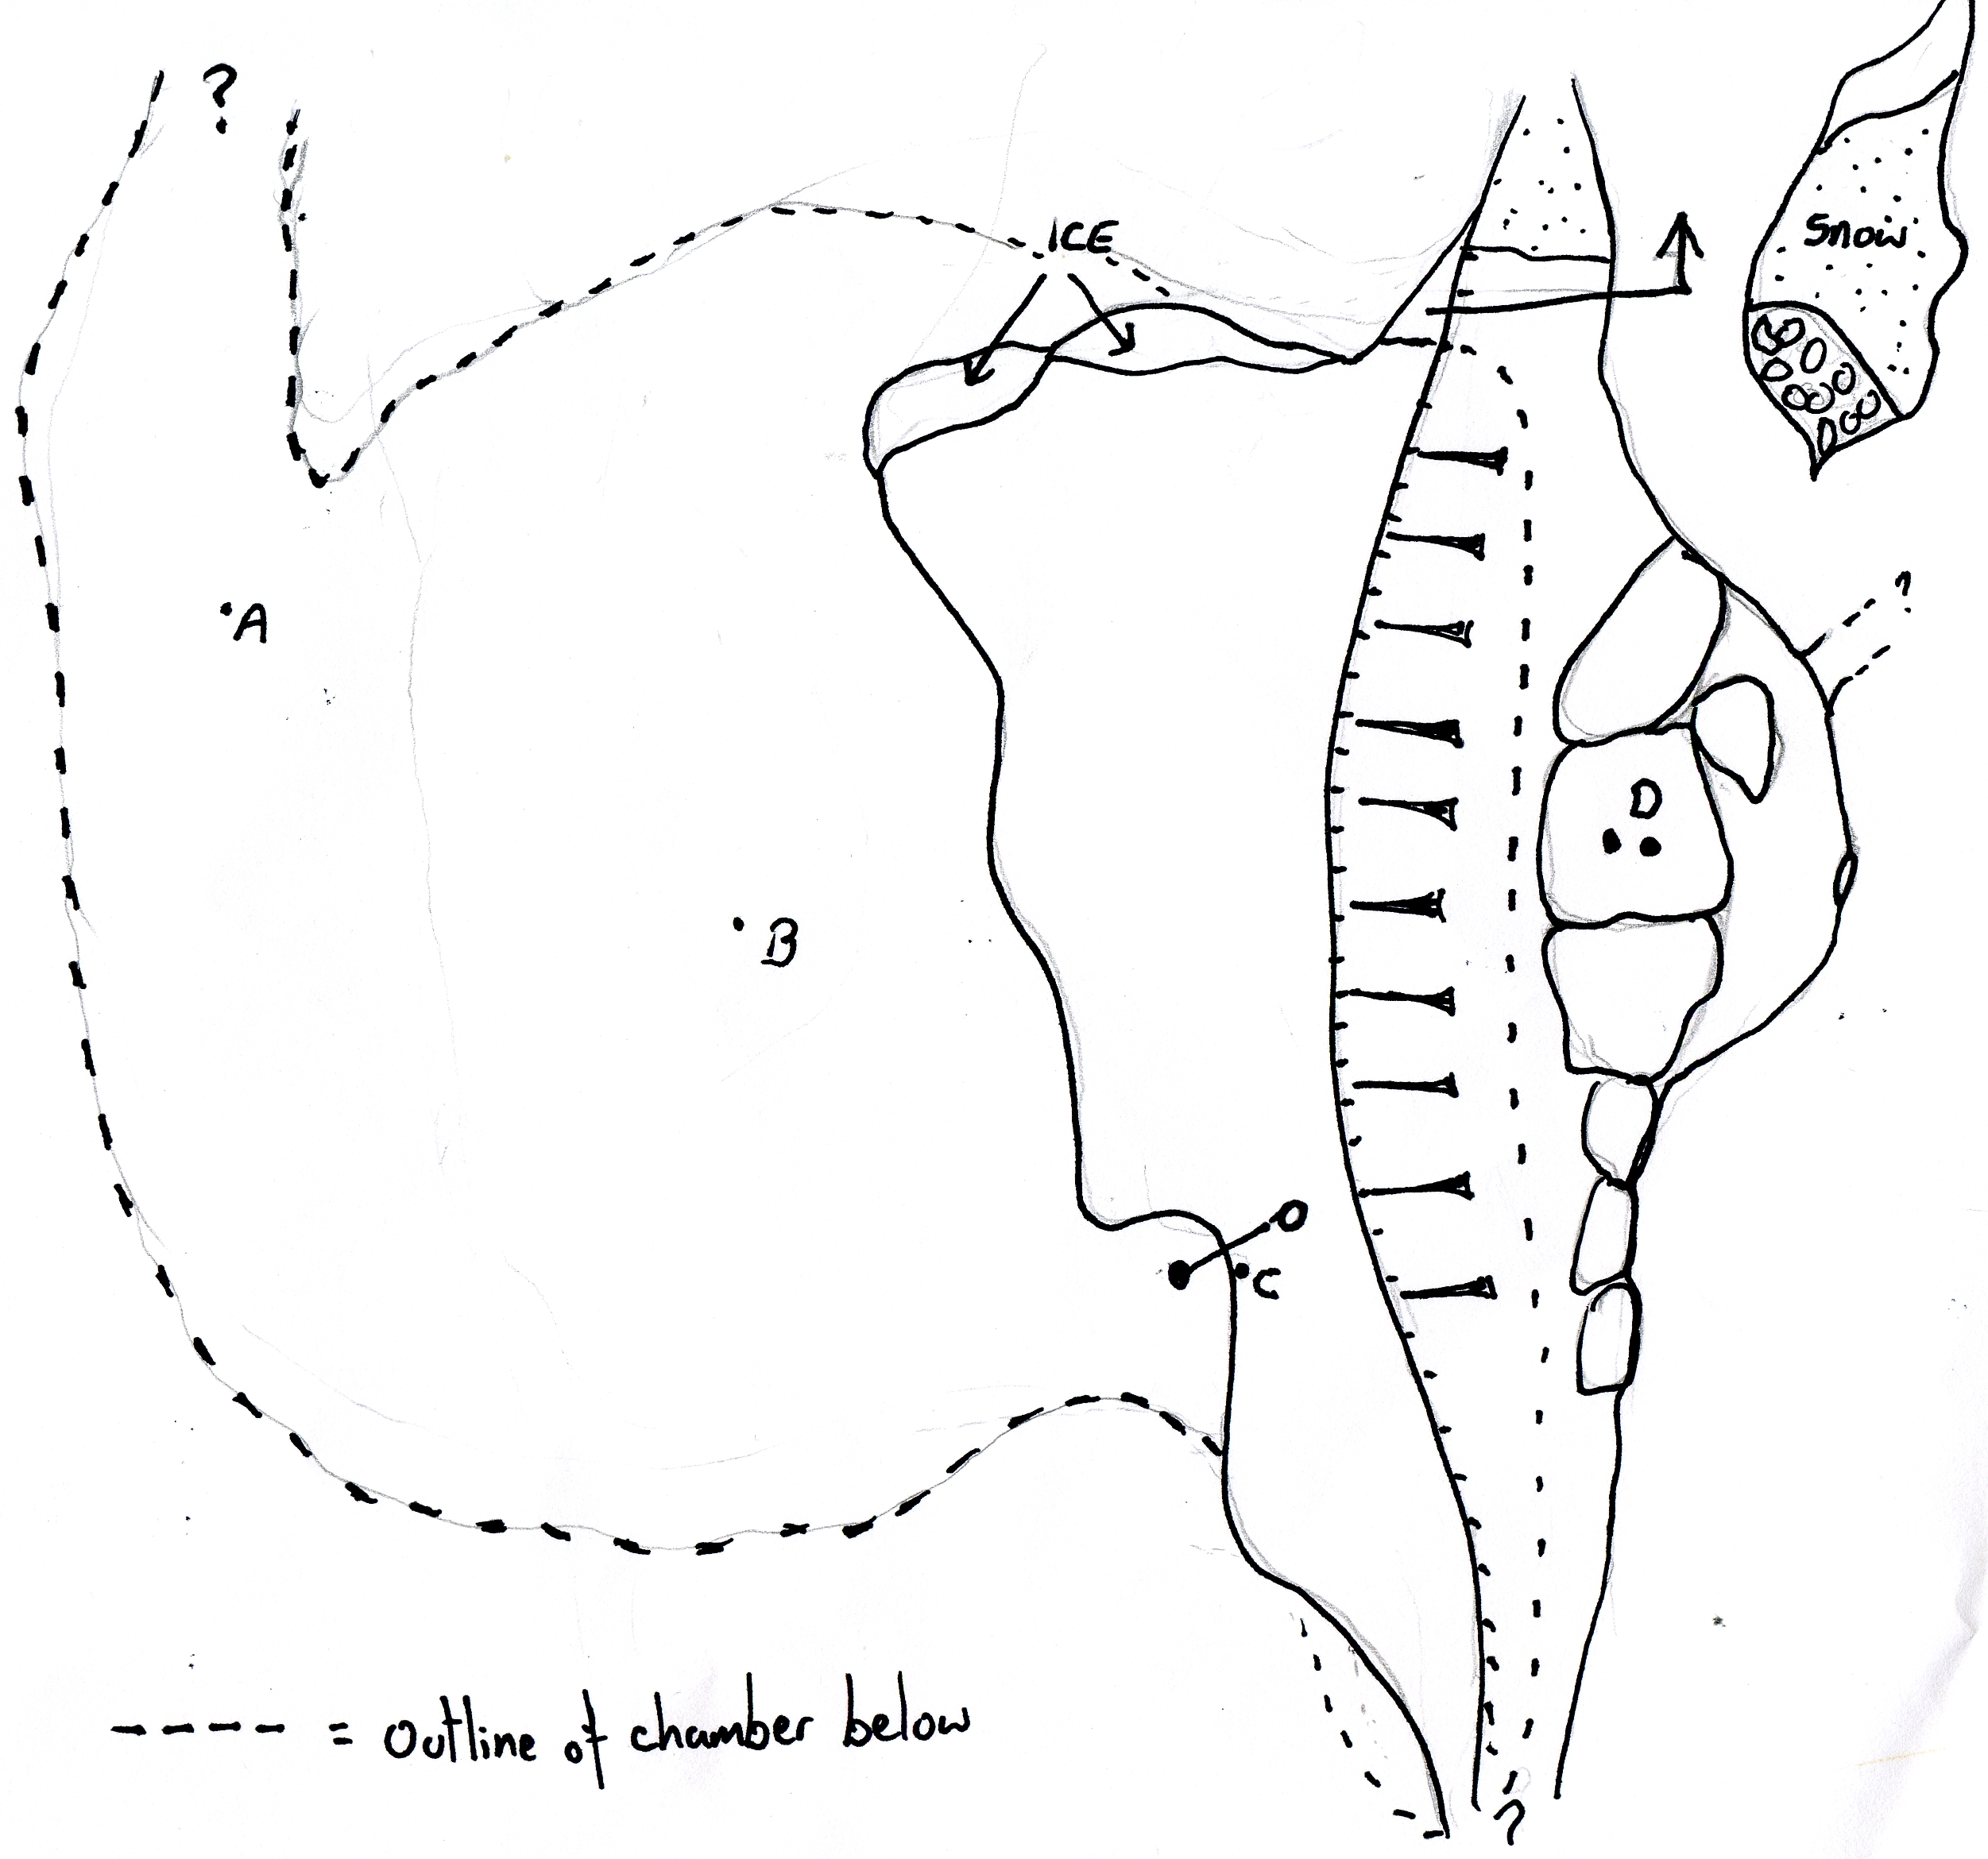 ?
ICE
Snow
?
A
D
B
C
---- = Outline of chamber below
?